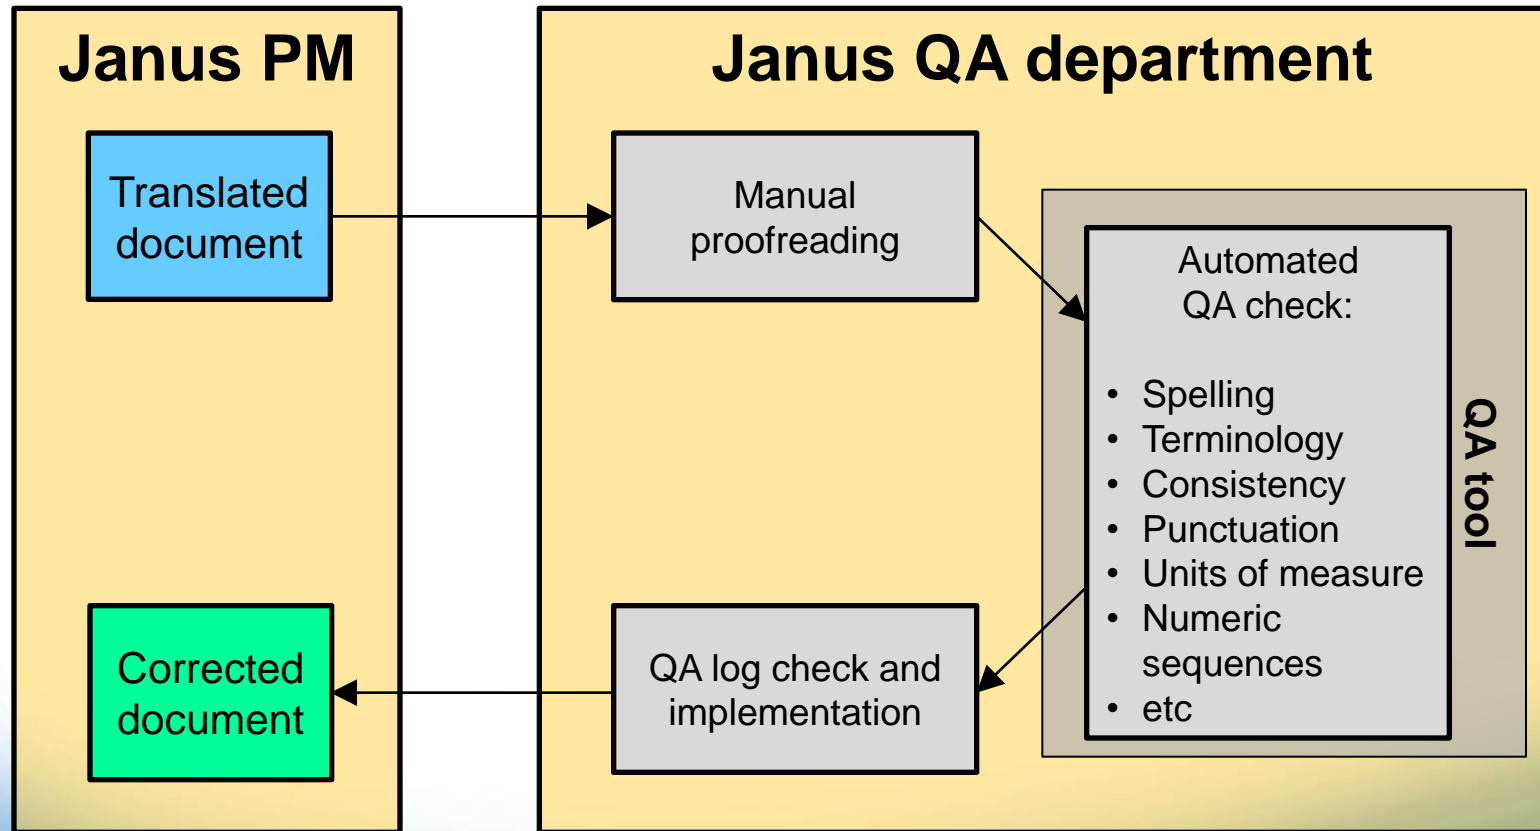 Janus PM
Translated
document
Corrected
document
Janus QA department
Manual
proofreading
Automated
QA check:
• Spelling
• Terminology
• Consistency
• Punctuation
• Units of measure
• Numeric
sequences
• etc
QA tool
QA log check and
implementation